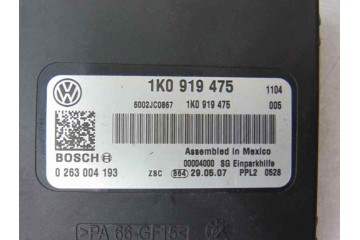 1K0 919 475
1104
6002JC0867
1K0 919 475
005
BOSCH
Assembled in Mexico
00004000 SG Einparkhilfe
0 263 004 193
ZSC
S64
29.05.07
PPL2 0528
>PA 66-GF15<